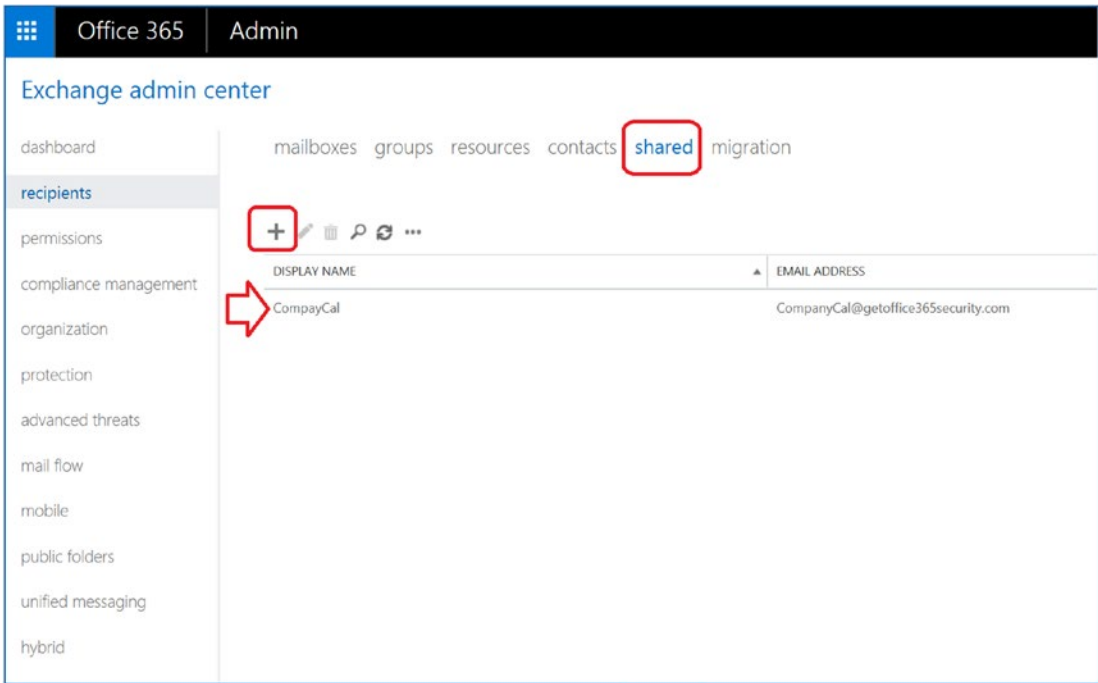 Office 365 Admin
Exchange admin center
dashboard
recipients
permissions
compliance management
organization
protection
advanced threats
mail flow
mobile
public folders
unified messaging
hybrid
mailboxes groups resources contacts shared migration
DISPLAY NAME EMAIL ADDRESS
CompayCal CompanyCal@getoffice365security.com